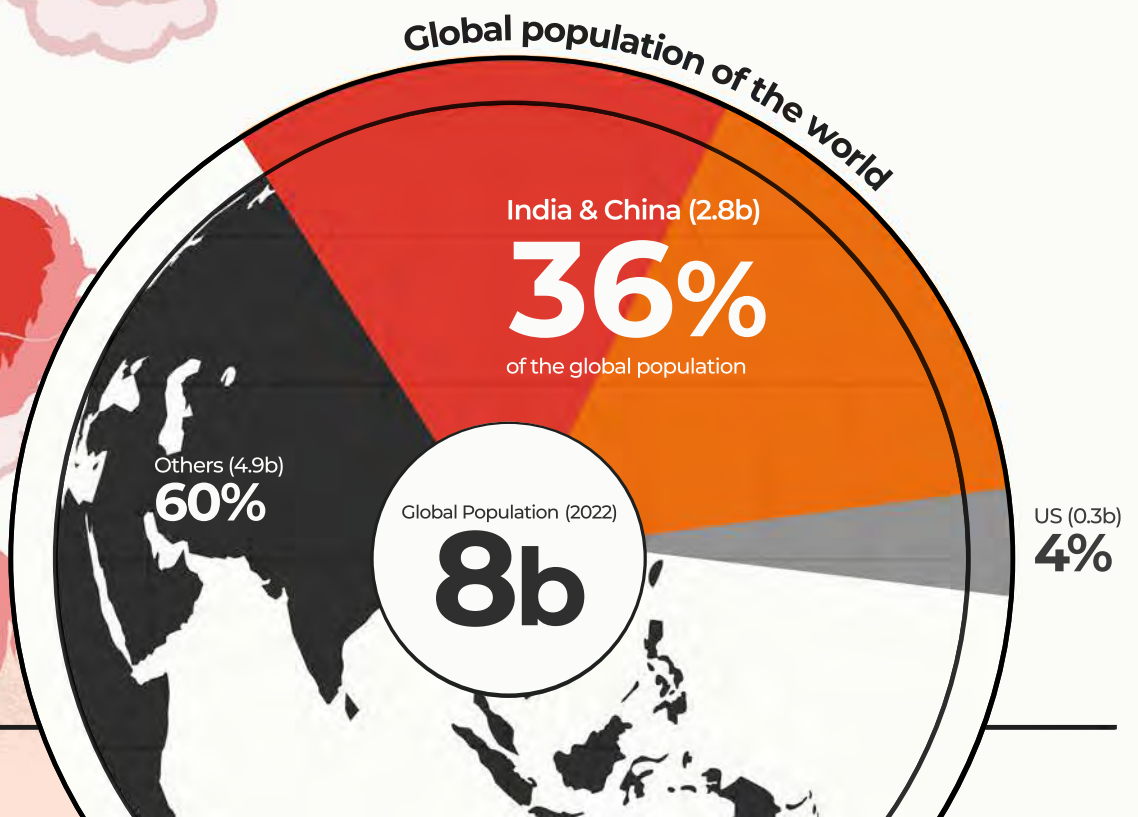 Global population of the world
India & China (2.8b)
36%
of the global population
Others (4.9b)
60%
Global Population (2022)
8b
US (0.3b)
4%